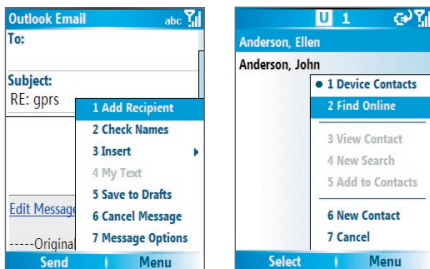 Outlook Email abc
To:
Subject:
RE: gprs
1 Add Recipient
2 Check Names
3 Insert
4 My Text
5 Save to Drafts
6 Cancel Message
7 Message Options
Edit Message
-----Original
Send Menu
U 1
Anderson, Ellen
Anderson, John
1 Device Contacts
2 Find Online
3 View Contact
4 New Search
5 Add to Contacts
6 New Contact
7 Cancel
Select Menu